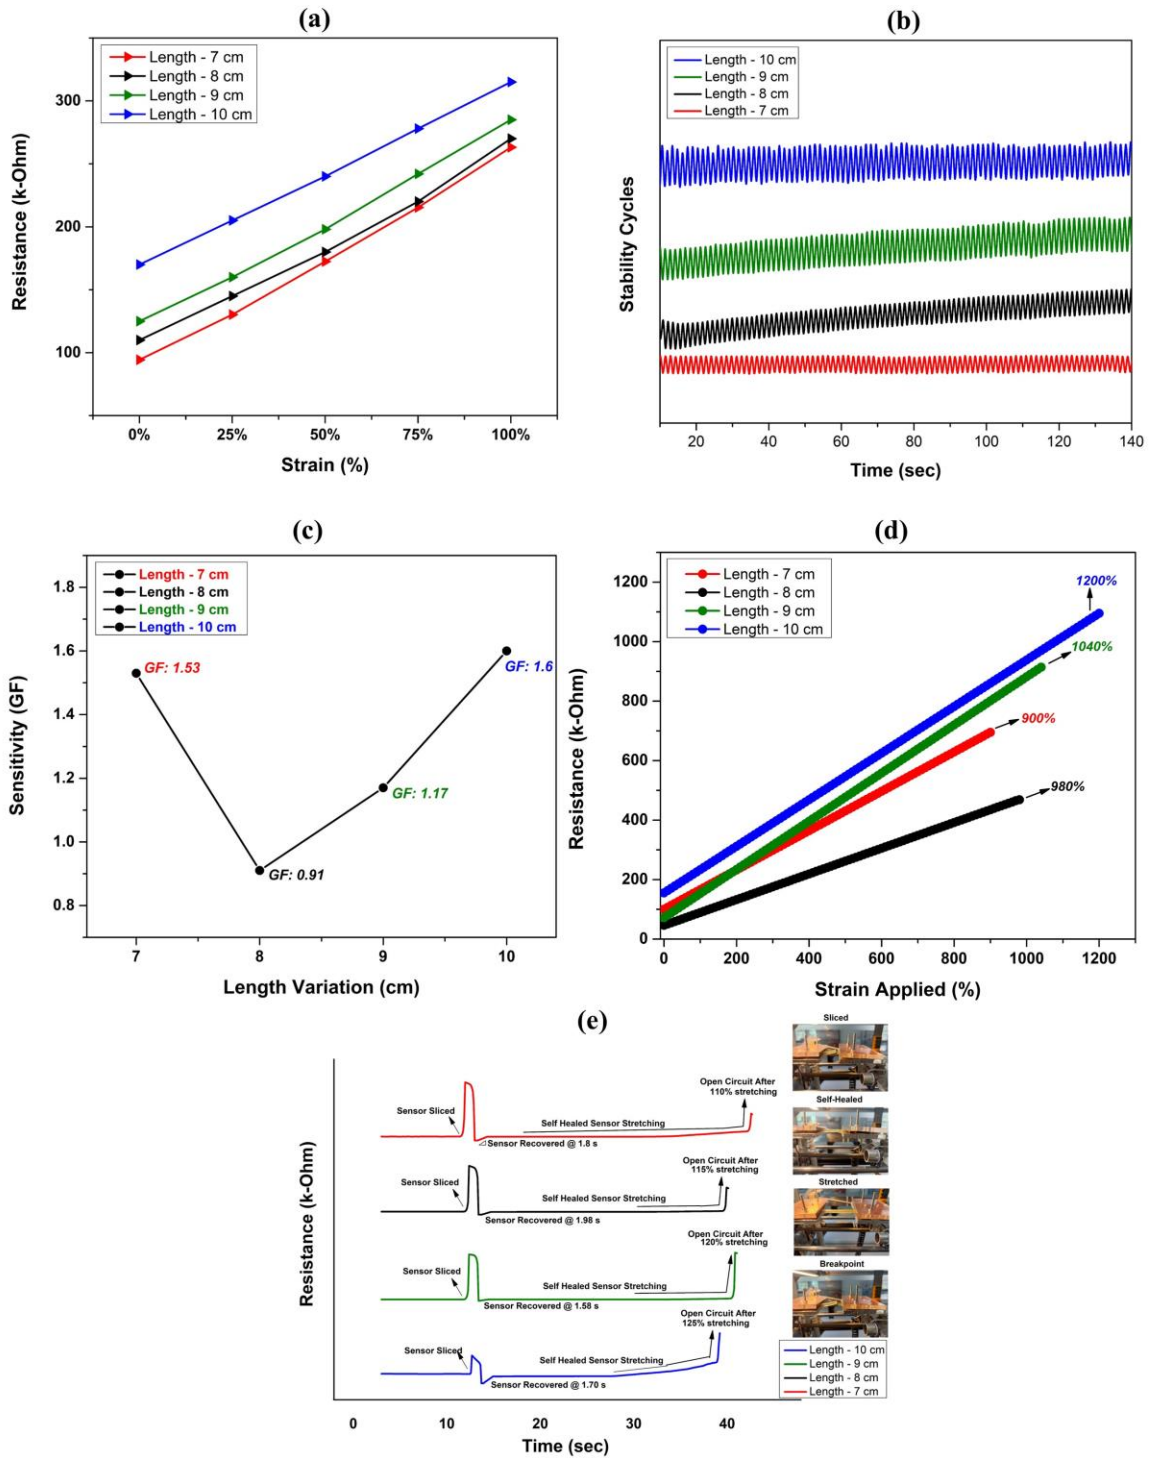 (a)
Length - 7 cm
Length - 8 cm
Length - 9 cm
Length - 10 cm
300
200
100
Resistance (k-Ohm)
0% 25% 50% 75% 100%
Strain (%)
(b)
Length - 10 cm
Length - 9 cm
Length - 8 cm
Length - 7 cm
Stability Cycles
20 40 60 80 100 120 140
Time (sec)
(c)
Length - 7 cm
Length - 8 cm
Length - 9 cm
Length - 10 cm
1.8
1.6
1.4
1.2
1.0
0.8
Sensitivity (GF)
GF: 1.53
GF: 0.91
GF: 1.17
GF: 1.6
7 8 9 10
Length Variation (cm)
(d)
Length - 7 cm
Length - 8 cm
Length - 9 cm
Length - 10 cm
1200
1000
800
600
400
200
0
Resistance (k-Ohm)
1200%
1040%
900%
980%
0 200 400 600 800 1000 1200
Strain Applied (%)
(e)
Resistance (k-Ohm)
Sensor Sliced
Sensor Recovered @ 1.8 s
Self Healed Sensor Stretching
Open Circuit After
110% stretching
Sensor Sliced
Sensor Recovered @ 1.98 s
Self Healed Sensor Stretching
Open Circuit After
115% stretching
Sensor Sliced
Sensor Recovered @ 1.58 s
Self Healed Sensor Stretching
Open Circuit After
120% stretching
Sensor Sliced
Sensor Recovered @ 1.70 s
Self Healed Sensor Stretching
Open Circuit After
125% stretching
0 10 20 30 40
Time (sec)
Sliced
Self-Healed
Stretched
Breakpoint
Length - 10 cm
Length - 9 cm
Length - 8 cm
Length - 7 cm